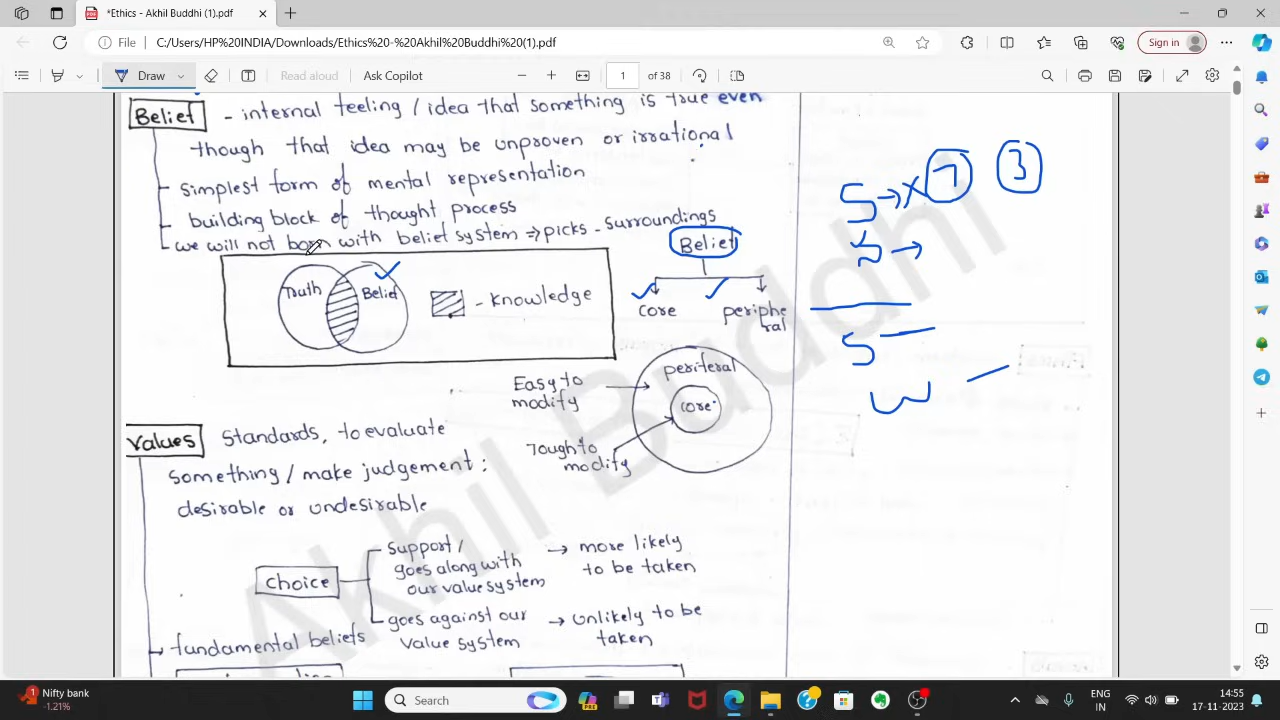 *Ethics - Akhil Buddhi (1).pdf
File C:/Users/HP%20INDIA/Downloads/Ethics%20-%20Akhil%20Buddhi%20(1).pdf
Sign in
Draw
Read aloud
Ask Copilot
1 of 38
Belief - internal feeling / idea that something is true even
though that idea may be unproven or irrational
simplest form of mental representation
building block of thought process
we will not born with belief system ⇒ picks - surroundings
Truth
Belief
- knowledge
Belief
core
periphe
ral
Easy to
modify
periferal
core
Tough to
modify
S → X 7 3
S →
S
W
Values Standards, to evaluate
something / make judgement:
desirable or undesirable
choice
support /
goes along with
our value system
→ more likely
to be taken
goes against our
value system
→ unlikely to be
taken
→ fundamental beliefs
Akhil Buddhi
Nifty bank
-1.21%
Search
ENG
IN
14:55
17-11-2023